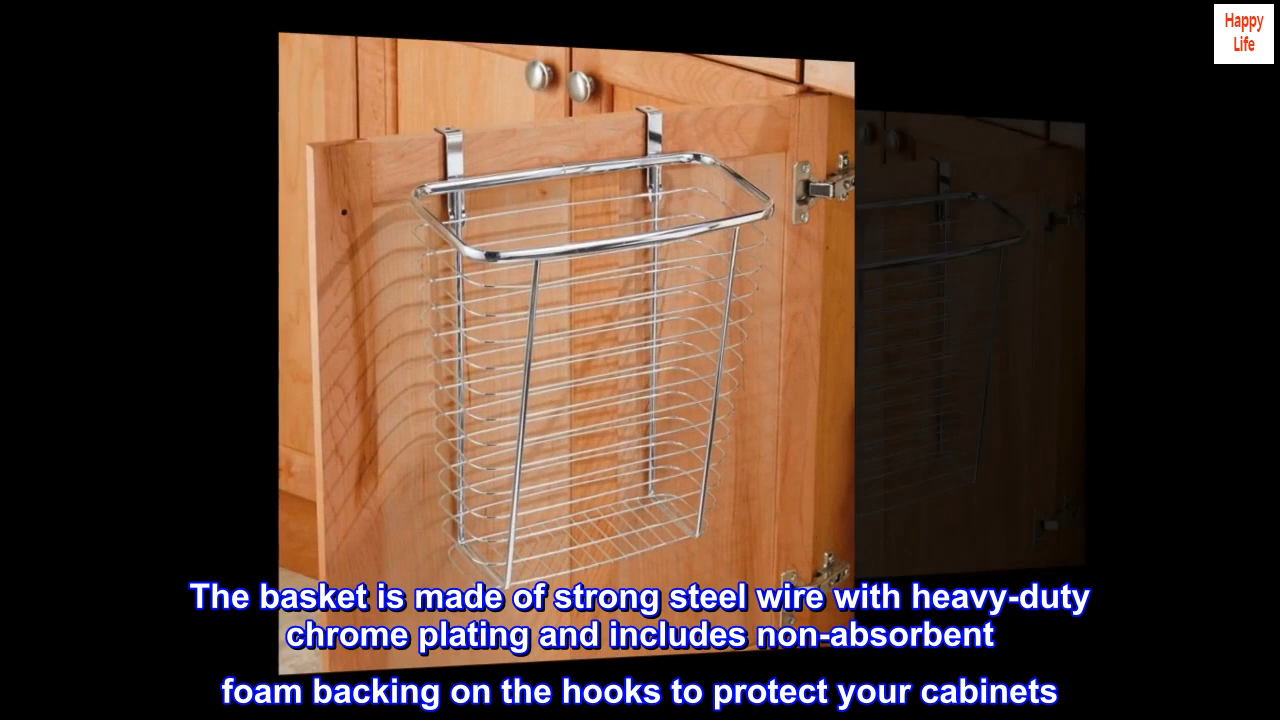 Happy
Life
The basket is made of strong steel wire with heavy-duty
chrome plating and includes non-absorbent
foam backing on the hooks to protect your cabinets